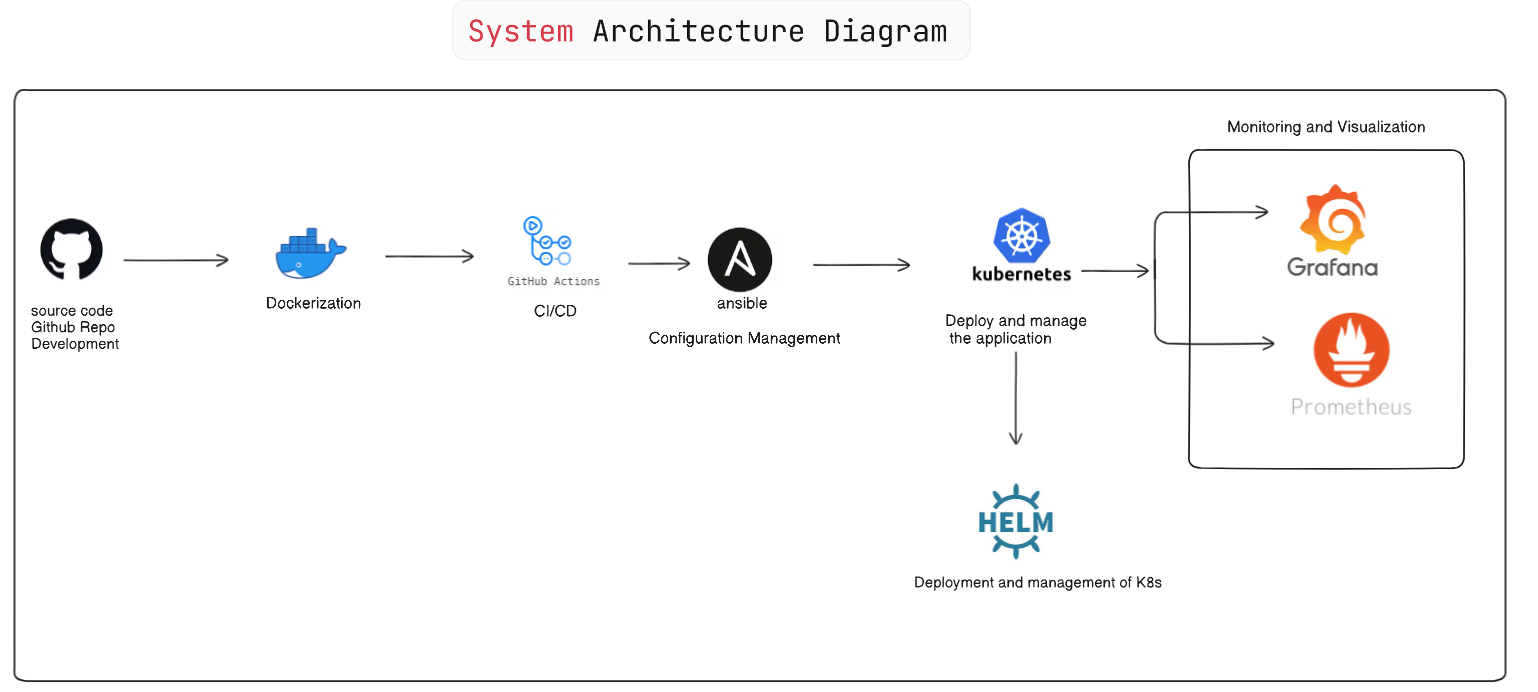 System Architecture Diagram
Monitoring and Visualization
source code
Github Repo
Development
Dockerization
GitHub Actions
CI/CD
ansible
Configuration Management
kubernetes
Deploy and manage
the application
Grafana
Prometheus
HELM
Deployment and management of K8s